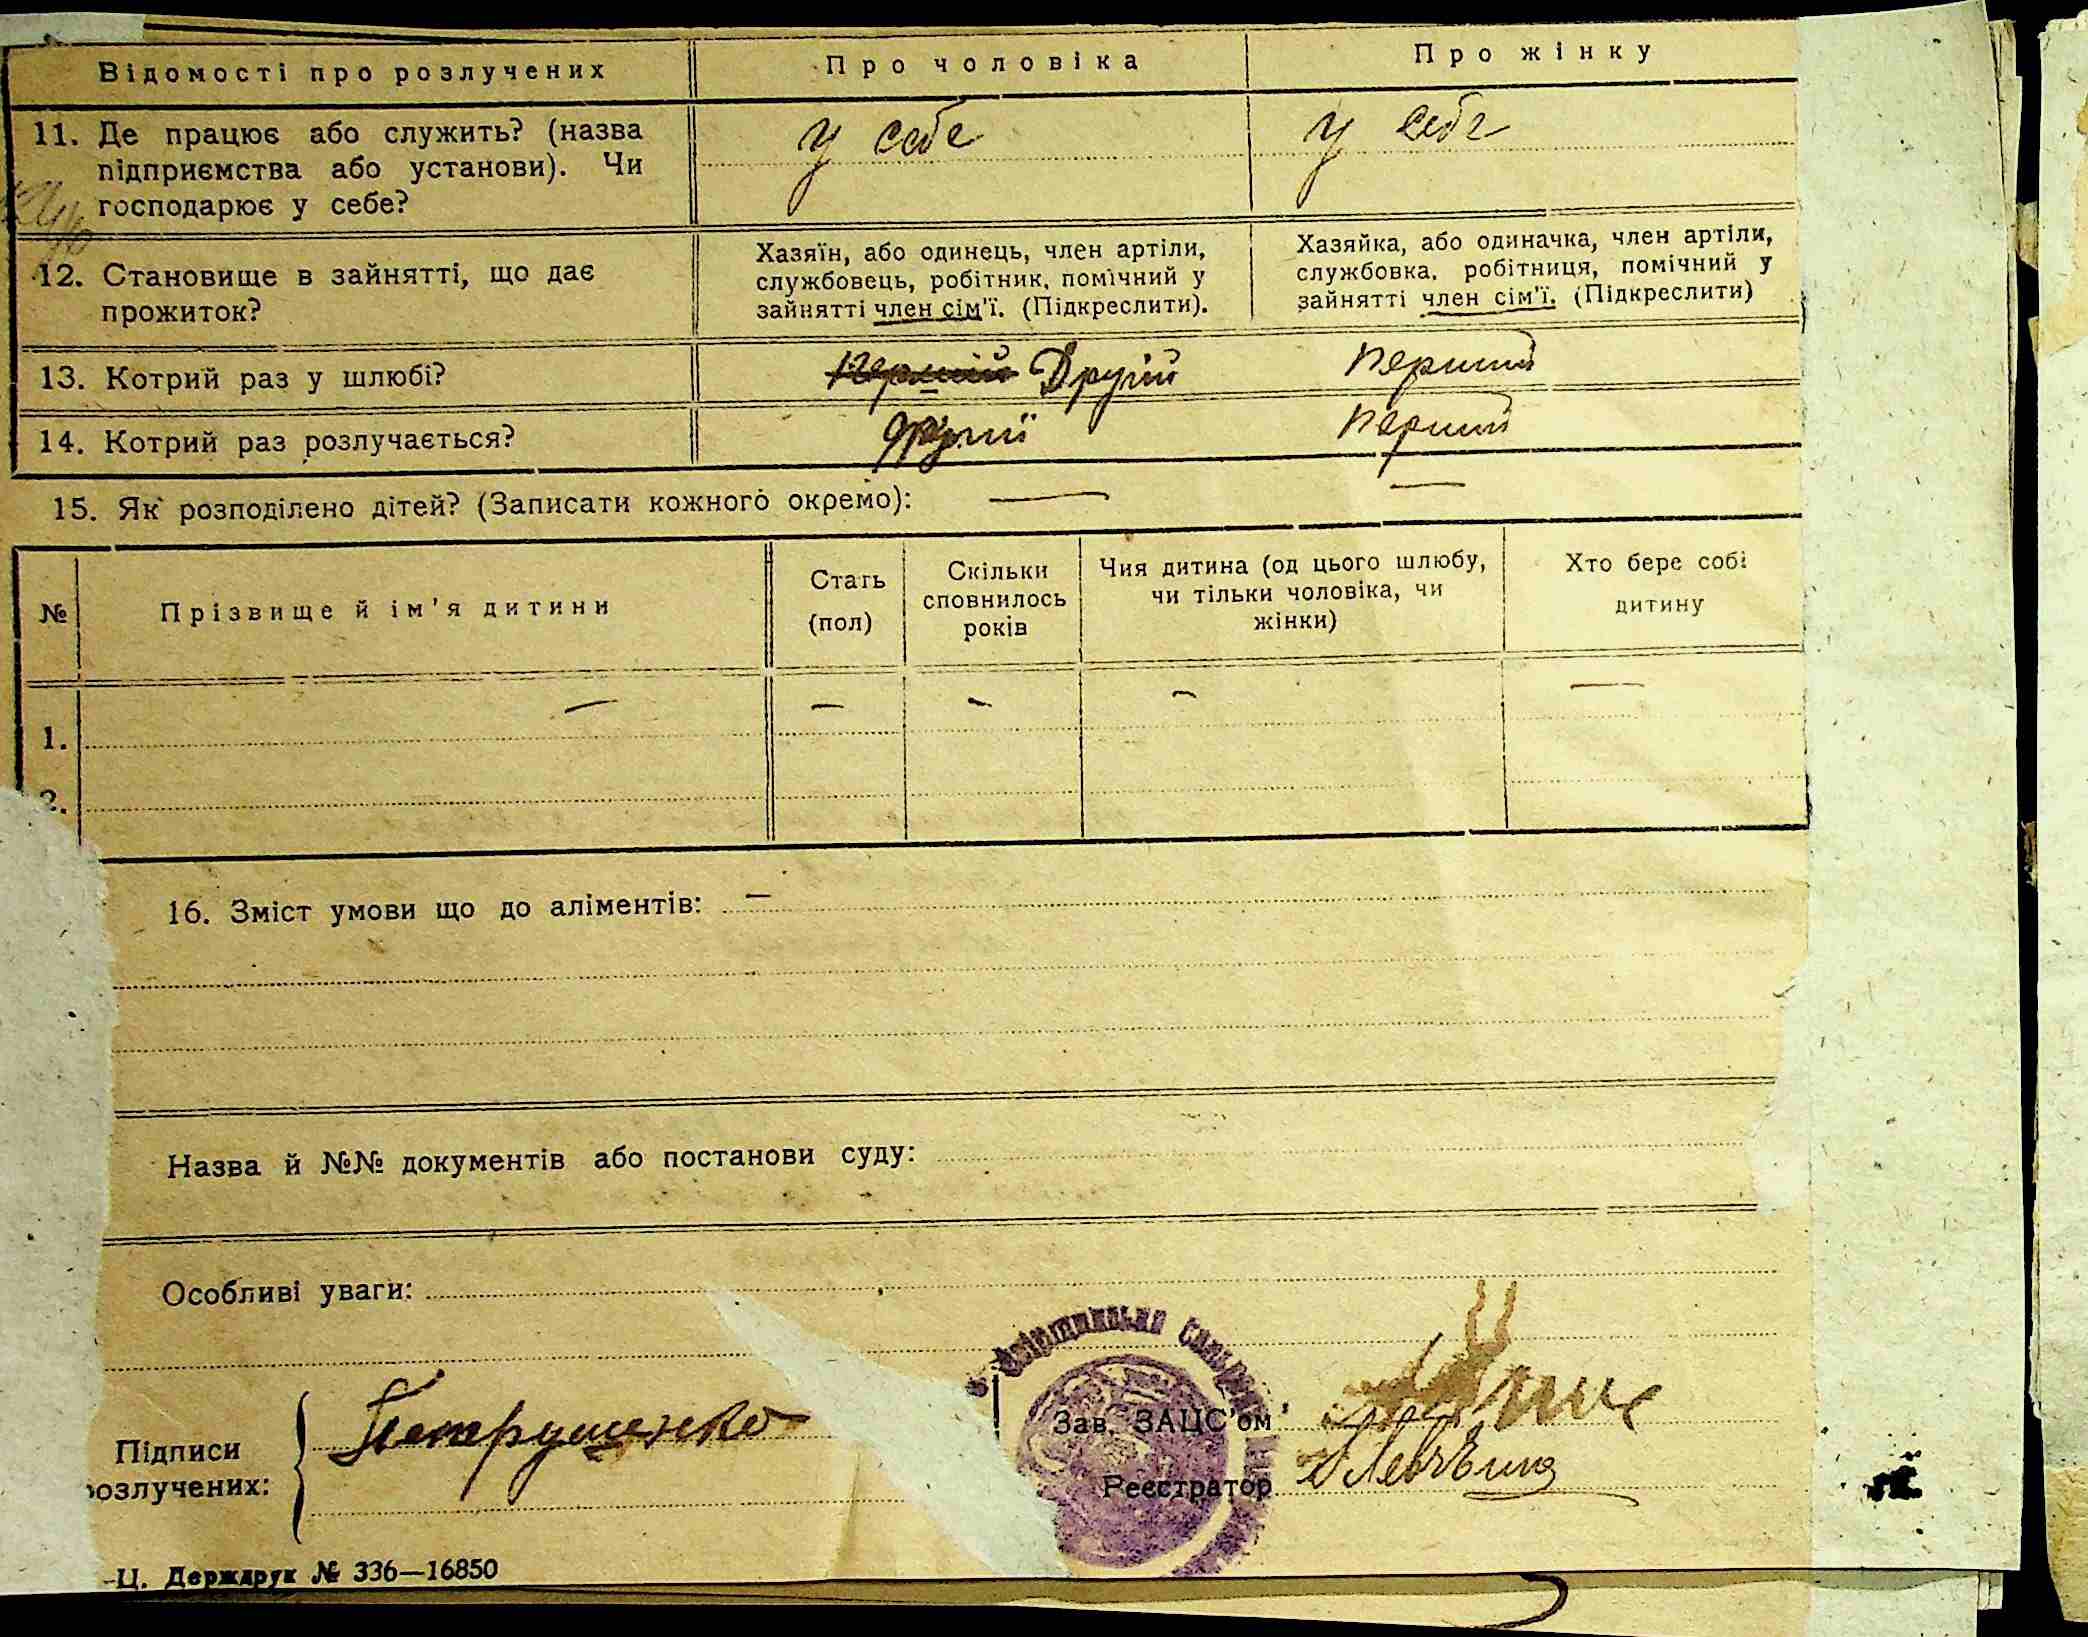 Відомості про розлучених Про чоловіка Про жінку
11. Де працює або служить? (назва підприємства або установи). Чи господарює у себе? у себе у себе
12. Становище в зайнятті, що дає прожиток?
Хазяїн, або одинець, член артіли,
службовець, робітник, помічний у
зайнятті член сім'ї. (Підкреслити).
Хазяйка, або одиначка, член артіли,
службовка, робітниця, помічний у
зайнятті член сім'ї. (Підкреслити)
13. Котрий раз у шлюбі? Другий перший
14. Котрий раз розлучається? другий перший
15. Як розподілено дітей? (Записати кожного окремо): — —
№ Прізвище й ім'я дитини Стать (пол) Скільки сповнилось років Чия дитина (од цього шлюбу, чи тільки чоловіка, чи жінки) Хто бере собі дитину
1. — — — — —
2.
16. Зміст умови що до аліментів: —
Назва й №№ документів або постанови суду:
Особливі уваги:
Підписи розлучених: Петрушенко
Зав. ЗАЦС'ом
Реєстратор
-Ц. Держдрук № 336—16850